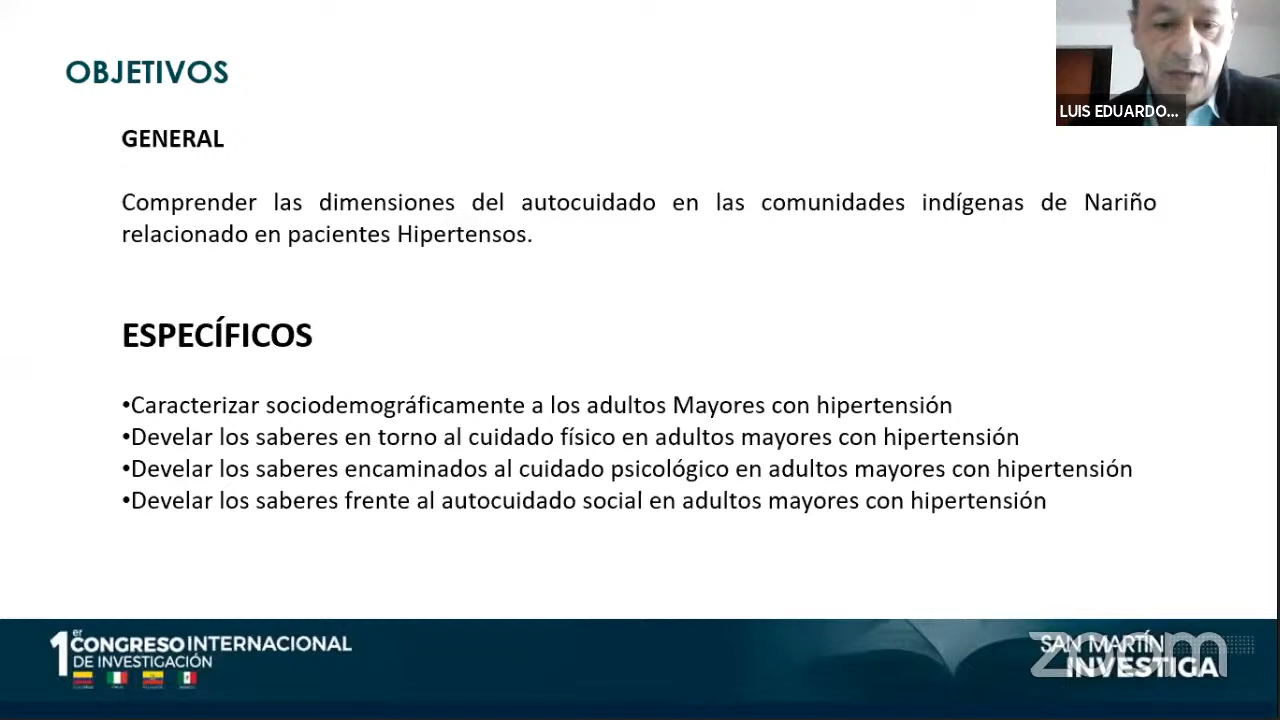 OBJETIVOS
LUIS EDUARDO...
GENERAL
Comprender las dimensiones del autocuidado en las comunidades indígenas de Nariño
relacionado en pacientes Hipertensos.
ESPECÍFICOS
•Caracterizar sociodemográficamente a los adultos Mayores con hipertensión
•Develar los saberes en torno al cuidado físico en adultos mayores con hipertensión
•Develar los saberes encaminados al cuidado psicológico en adultos mayores con hipertensión
•Develar los saberes frente al autocuidado social en adultos mayores con hipertensión
1er CONGRESO INTERNACIONAL
DE INVESTIGACIÓN
SAN MARTÍN
INVESTIGA
zoom